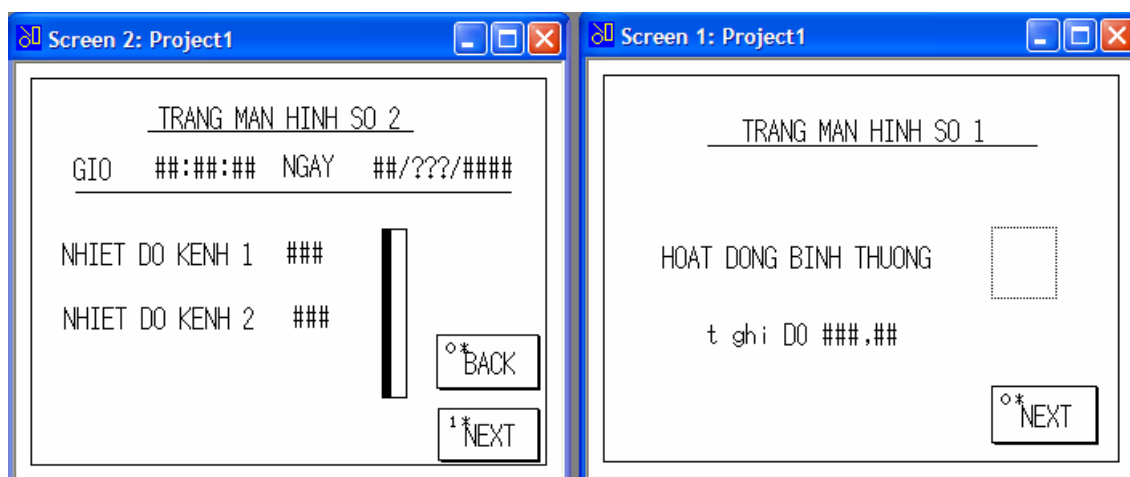 Screen 2: Project1
TRANG MAN HINH SO 2
GIO ##:##:## NGAY ##/???/####
NHIET DO KENH 1 ###
NHIET DO KENH 2 ###
0* BACK
1* NEXT
Screen 1: Project1
TRANG MAN HINH SO 1
HOAT DONG BINH THUONG
t ghi DO ###.##
0* NEXT